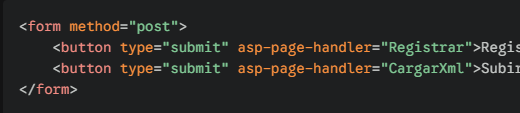 <form method="post">
<button type="submit" asp-page-handler="Registrar">Regis
<button type="submit" asp-page-handler="CargarXml">Subir
</form>